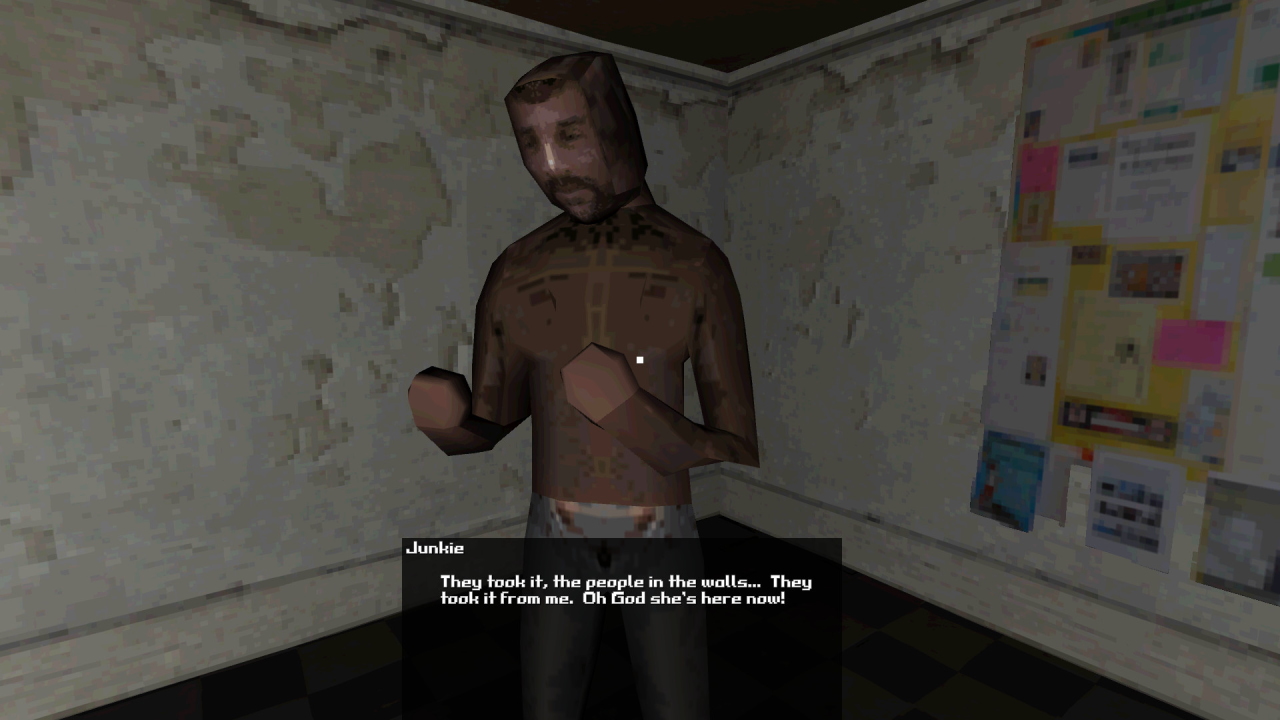 Junkie
They took it, the people in the walls... They
took it from me. Oh God she's here now!